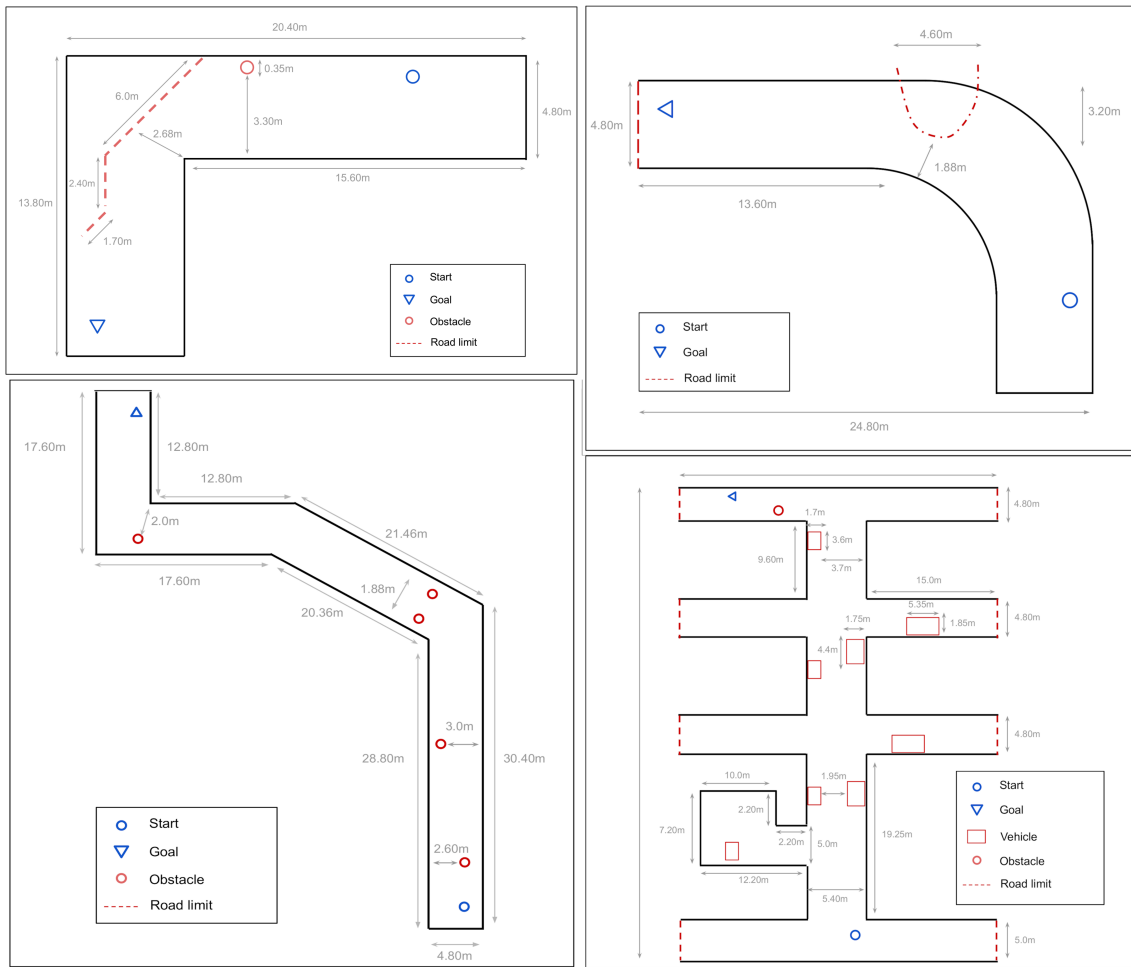 20.40m
0.35m
6.0m
3.30m
4.80m
2.68m
2.40m
15.60m
13.80m
1.70m
Start
Goal
Obstacle
Road limit
4.60m
4.80m
3.20m
1.88m
13.60m
Start
Goal
Road limit
24.80m
17.60m
12.80m
12.80m
2.0m
21.46m
17.60m
1.88m
20.36m
3.0m
28.80m
30.40m
2.60m
4.80m
Start
Goal
Obstacle
Road limit
4.80m
1.7m
3.6m
9.60m
3.7m
15.0m
5.35m
4.80m
1.75m
1.85m
4.4m
4.80m
10.0m
1.95m
2.20m
7.20m
2.20m
5.0m
19.25m
12.20m
5.40m
5.0m
Start
Goal
Vehicle
Obstacle
Road limit